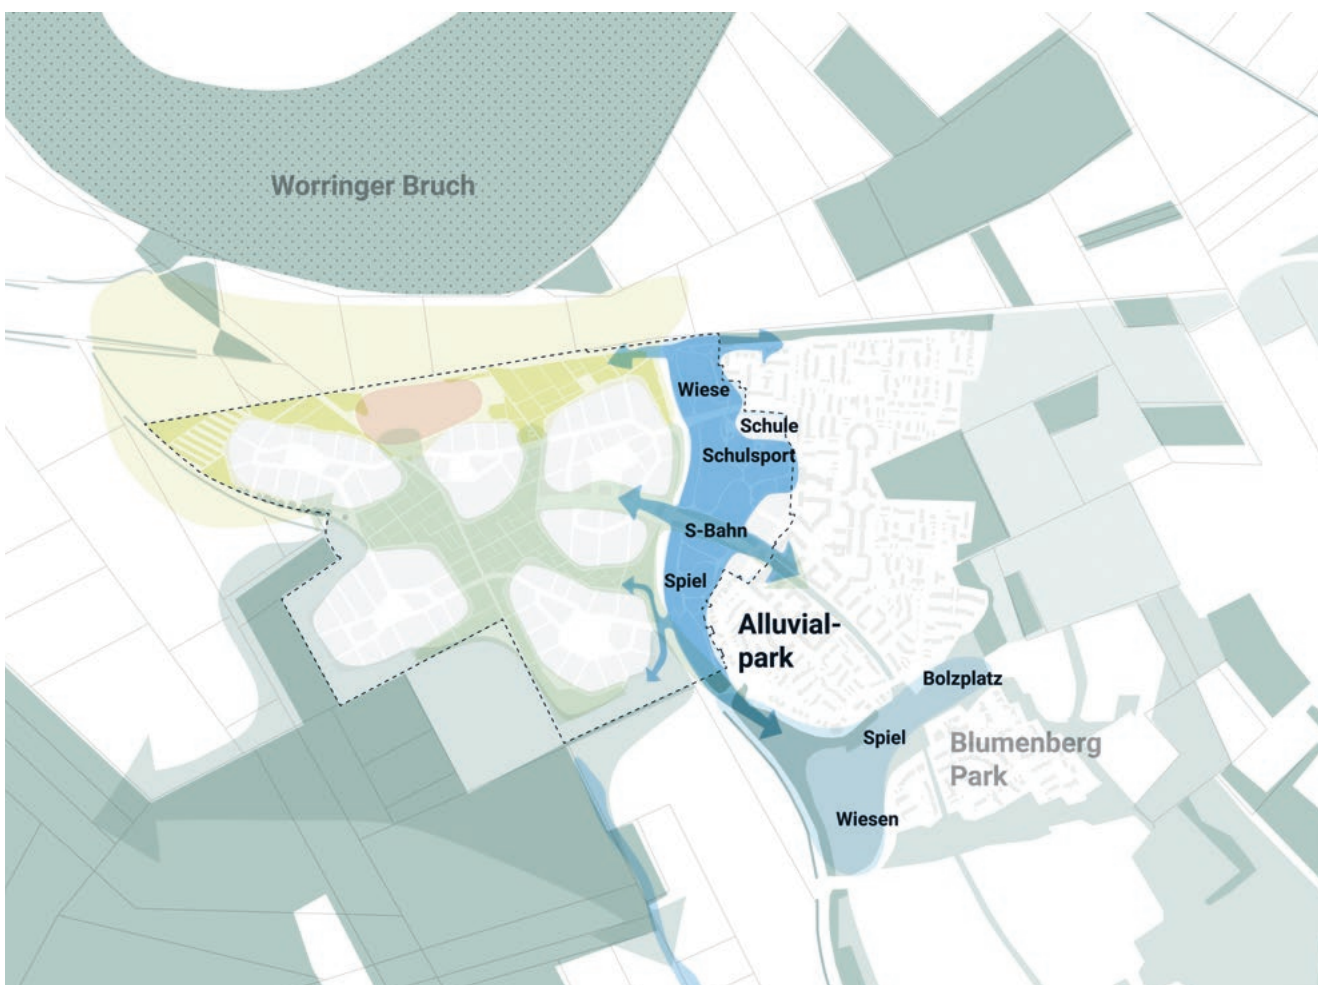 Worringer Bruch
Wiese
Schule
Schulsport
S-Bahn
Spiel
Alluvial-
park
Bolzplatz
Spiel
Blumenberg
Park
Wiesen